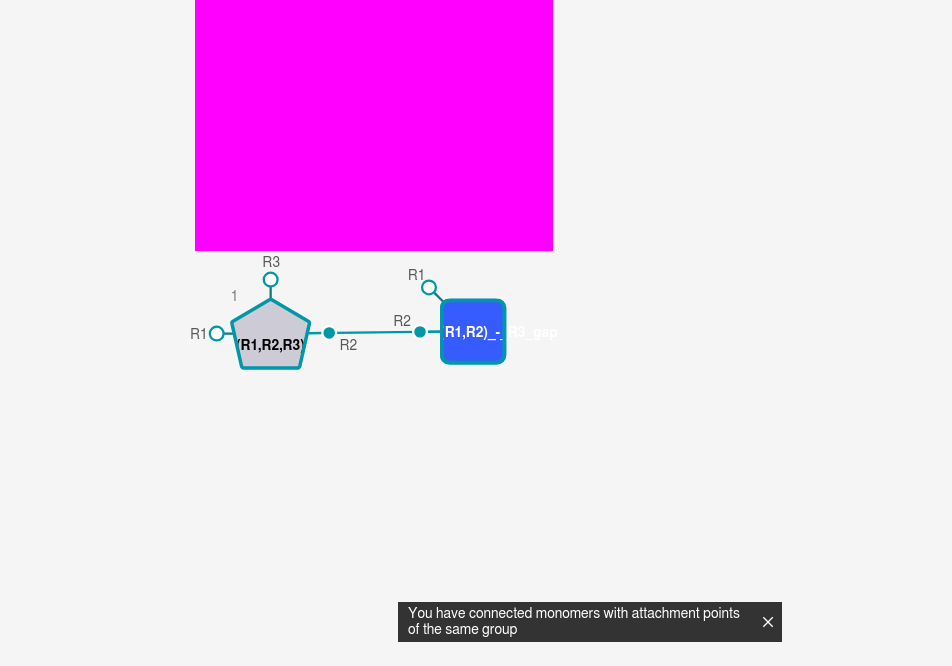 R3
1
R1
(R1,R2,R3)
R2
R1
R2
R1,R2)_-_R3_gap
You have connected monomers with attachment points
of the same group